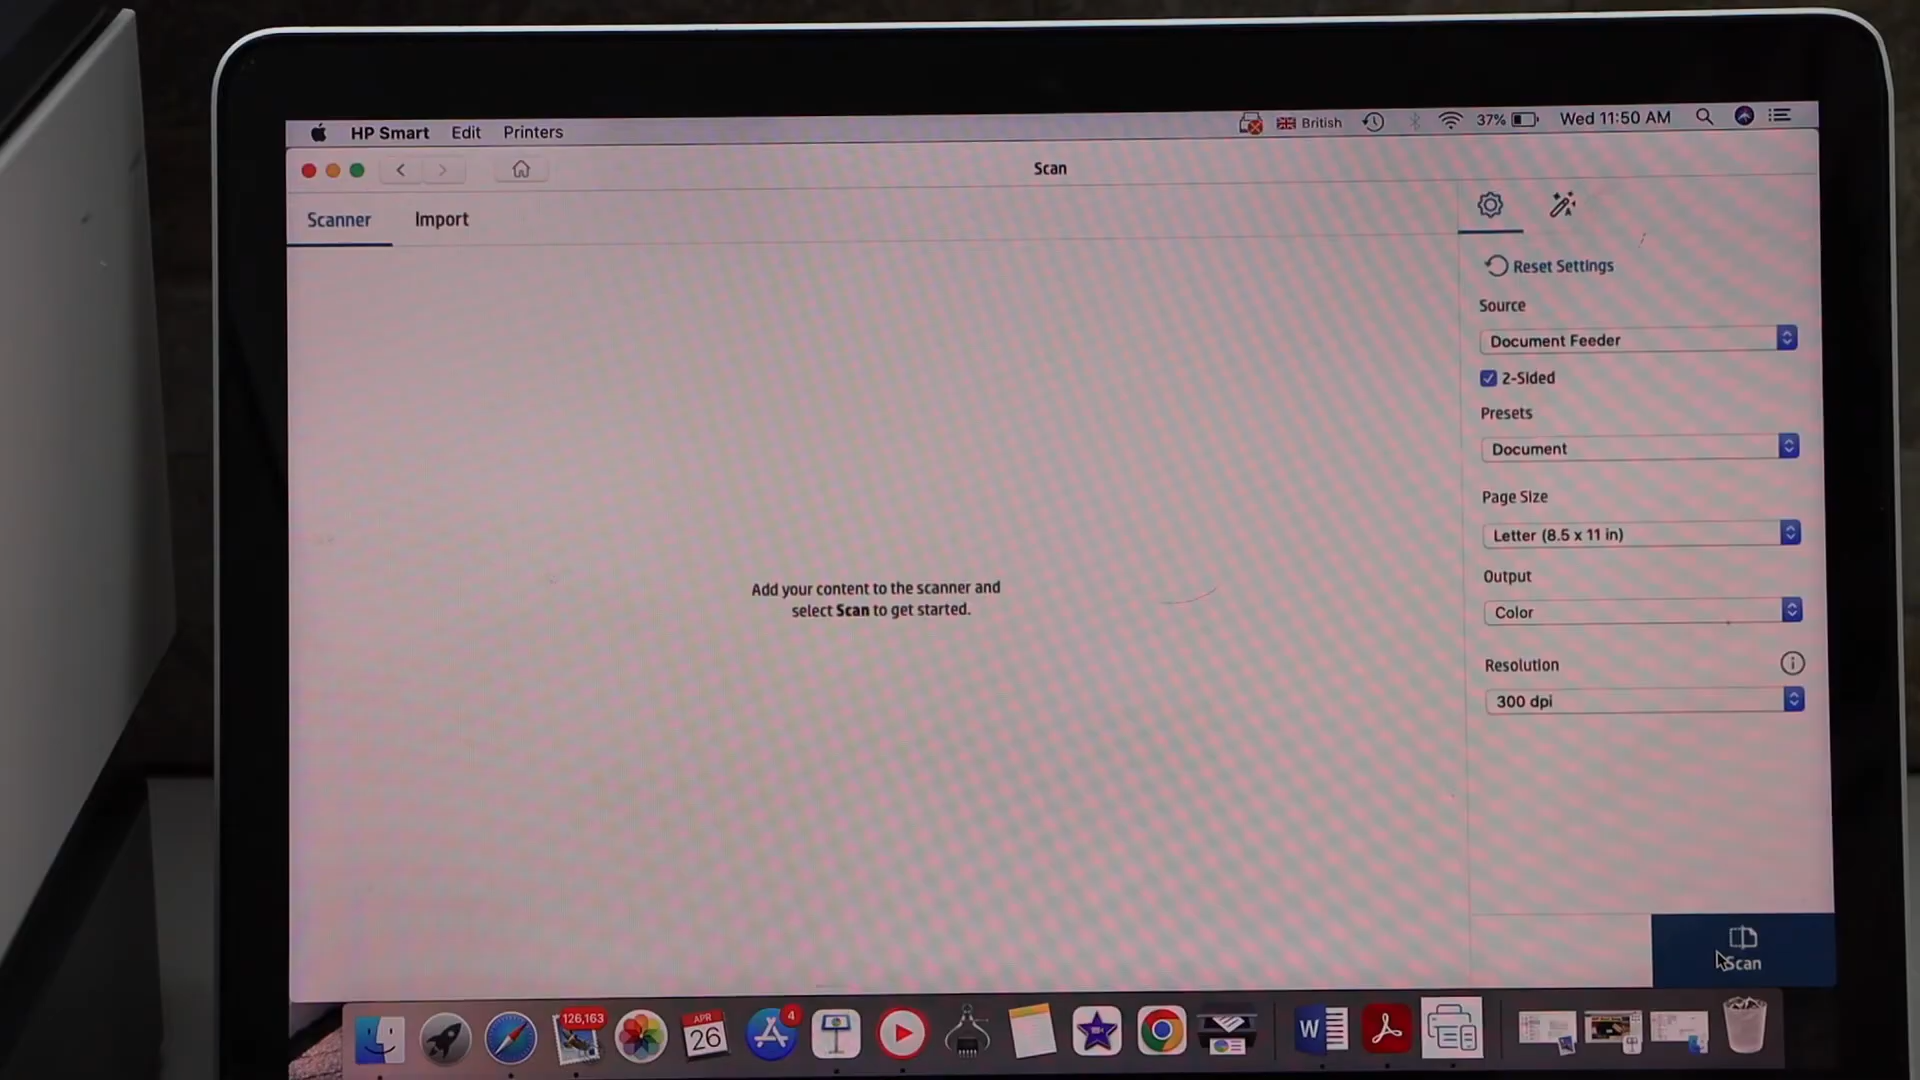 HP Smart Edit Printers British 37% Wed 11:50 AM
Scan
Scanner Import
Reset Settings
Source
Document Feeder
2-Sided
Presets
Document
Page Size
Letter (8.5 x 11 in)
Add your content to the scanner and
select Scan to get started.
Output
Color
Resolution
300 dpi
Scan
126,163
APR
26
4
W